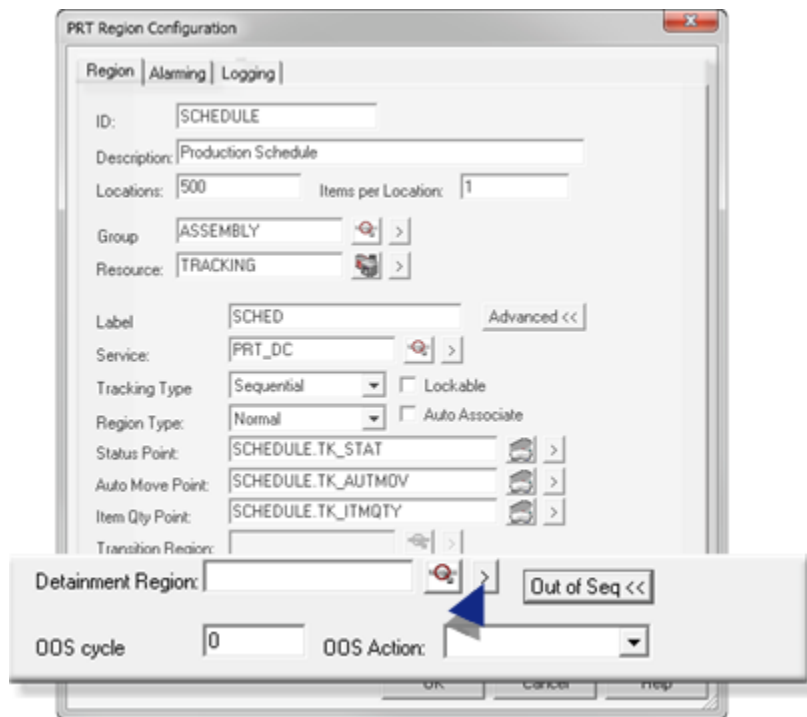 PRT Region Configuration
Region Alarming Logging
ID: SCHEDULE
Description: Production Schedule
Locations: 500 Items per Location: 1
Group ASSEMBLY >
Resource: TRACKING >
Label SCHED Advanced <<
Service: PRT_DC >
Tracking Type Sequential Lockable
Region Type: Normal Auto Associate
Status Point: SCHEDULE.TK_STAT >
Auto Move Point: SCHEDULE.TK_AUTMOV >
Item Qty Point: SCHEDULE.TK_ITMQTY >
Transition Region: >
Detainment Region: > Out of Seq <<
OOS cycle 0 OOS Action:
OK Cancel Help